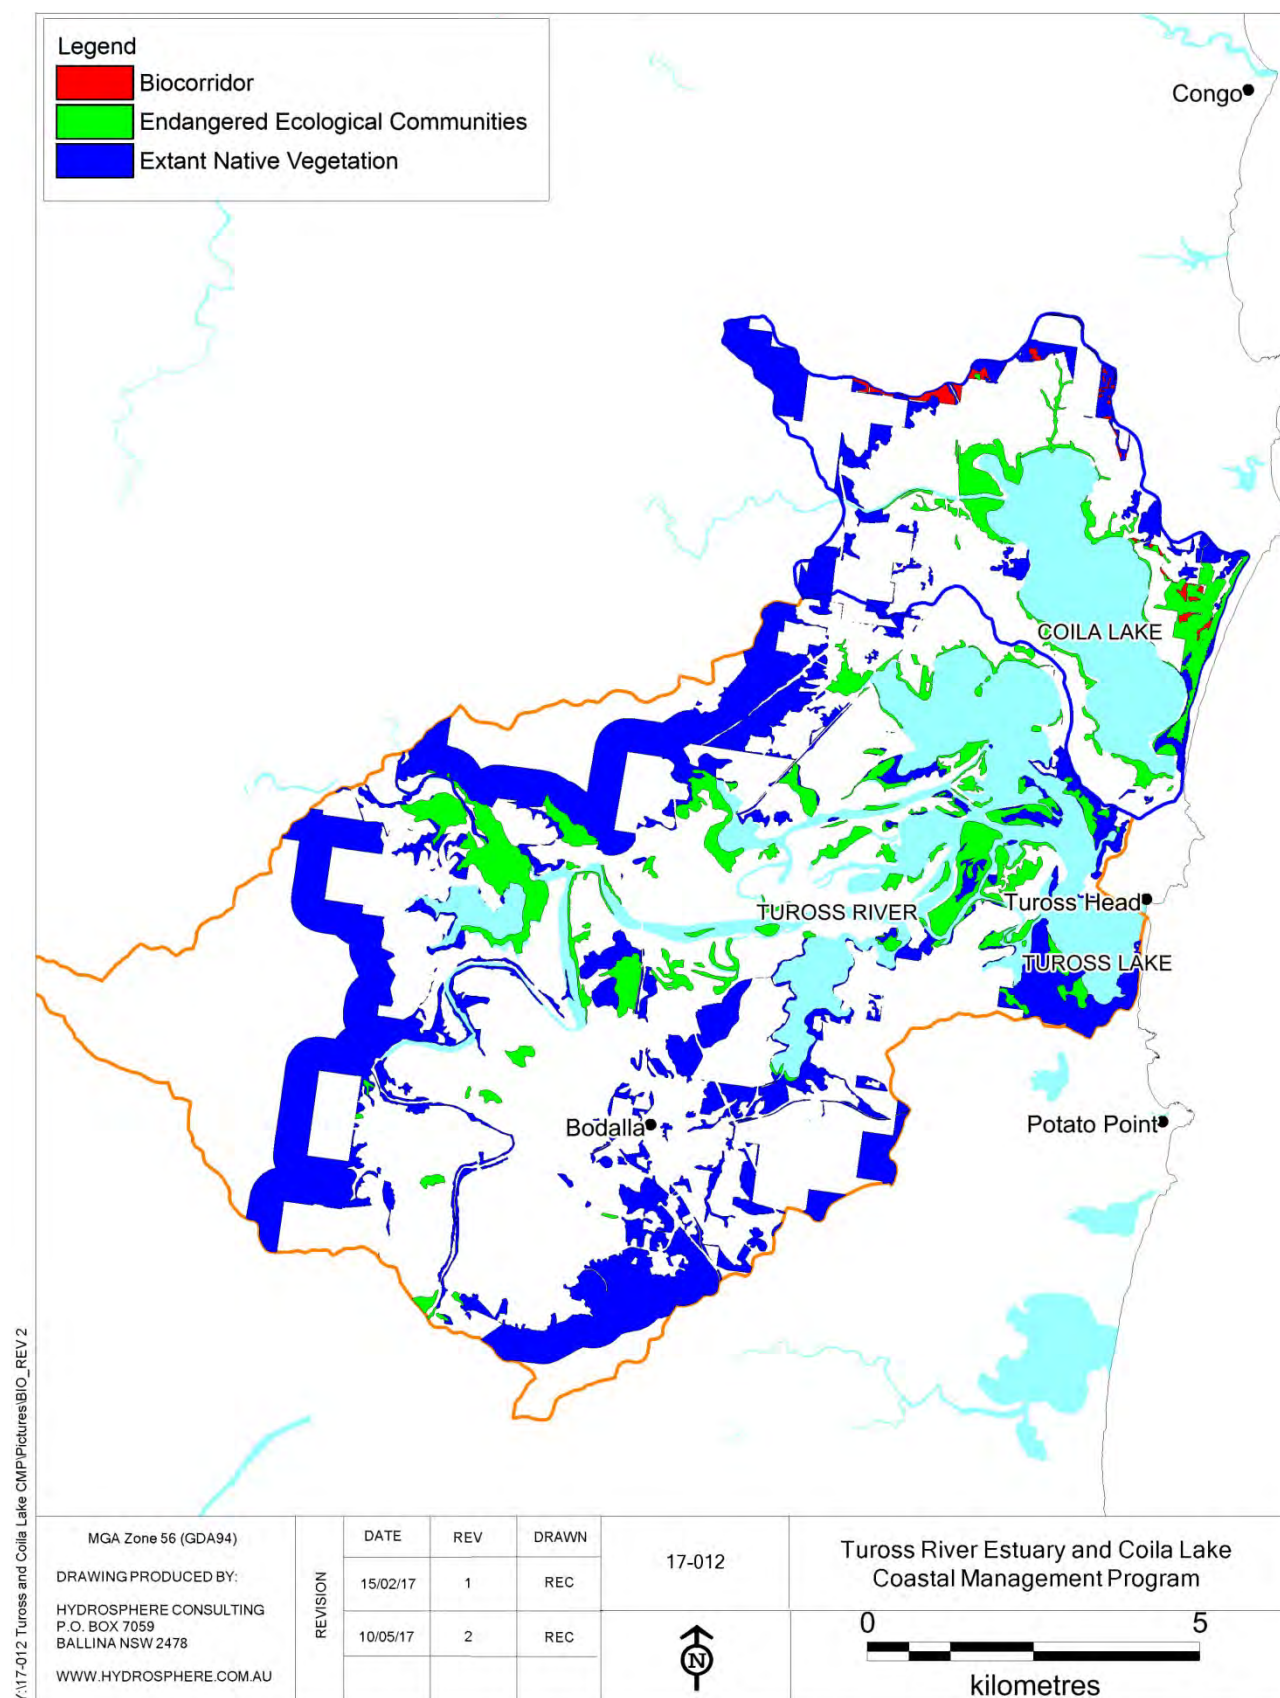 Legend
Biocorridor
Endangered Ecological Communities
Extant Native Vegetation
Congo
COILA LAKE
TUROSS RIVER
Tuross Head
TUROSS LAKE
Bodalla
Potato Point
Y:\17-012 Tuross and Coila Lake CMP\Pictures\BIO_REV 2
MGA Zone 56 (GDA94)
DRAWING PRODUCED BY:
HYDROSPHERE CONSULTING
P.O. BOX 7059
BALLINA NSW 2478
WWW.HYDROSPHERE.COM.AU
REVISION
DATE REV DRAWN
15/02/17 1 REC
10/05/17 2 REC
17-012
N
Tuross River Estuary and Coila Lake
Coastal Management Program
0 5
kilometres